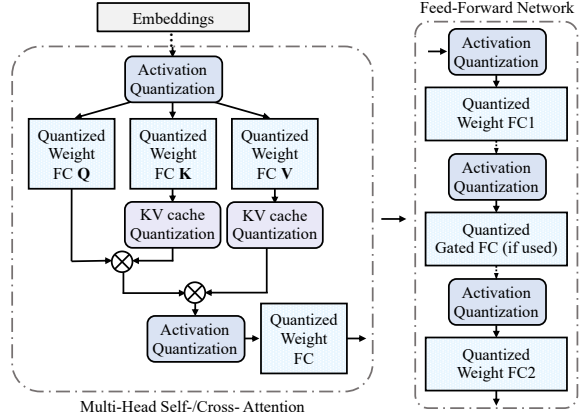 Embeddings
Activation
Quantization
Quantized
Weight
FC Q
Quantized
Weight
FC K
Quantized
Weight
FC V
KV cache
Quantization
KV cache
Quantization
Activation
Quantization
Quantized
Weight
FC
Multi-Head Self-/Cross- Attention
Feed-Forward Network
Activation
Quantization
Quantized
Weight FC1
Activation
Quantization
Quantized
Gated FC (if used)
Activation
Quantization
Quantized
Weight FC2